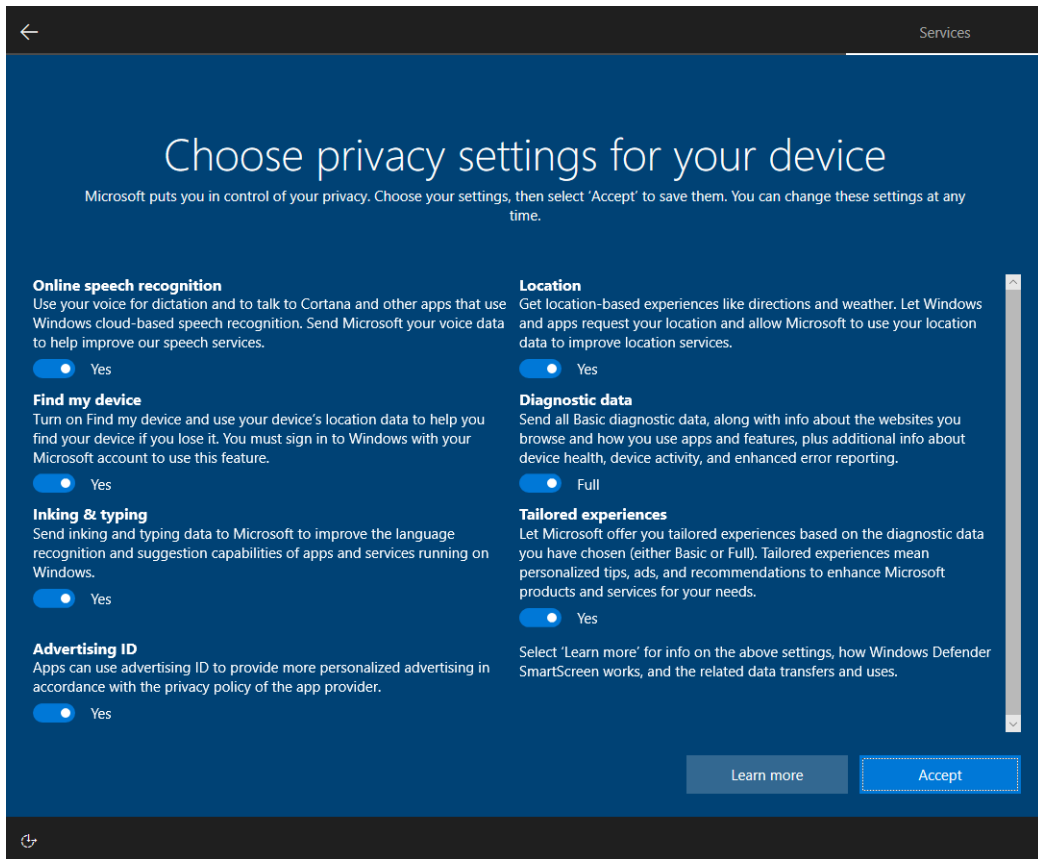 Services
Choose privacy settings for your device
Microsoft puts you in control of your privacy. Choose your settings, then select ‘Accept’ to save them. You can change these settings at any
time.
Online speech recognition
Use your voice for dictation and to talk to Cortana and other apps that use
Windows cloud-based speech recognition. Send Microsoft your voice data
to help improve our speech services.
Yes
Find my device
Turn on Find my device and use your device’s location data to help you
find your device if you lose it. You must sign in to Windows with your
Microsoft account to use this feature.
Yes
Inking & typing
Send inking and typing data to Microsoft to improve the language
recognition and suggestion capabilities of apps and services running on
Windows.
Yes
Advertising ID
Apps can use advertising ID to provide more personalized advertising in
accordance with the privacy policy of the app provider.
Yes
Location
Get location-based experiences like directions and weather. Let Windows
and apps request your location and allow Microsoft to use your location
data to improve location services.
Yes
Diagnostic data
Send all Basic diagnostic data, along with info about the websites you
browse and how you use apps and features, plus additional info about
device health, device activity, and enhanced error reporting.
Full
Tailored experiences
Let Microsoft offer you tailored experiences based on the diagnostic data
you have chosen (either Basic or Full). Tailored experiences mean
personalized tips, ads, and recommendations to enhance Microsoft
products and services for your needs.
Yes
Select ‘Learn more’ for info on the above settings, how Windows Defender
SmartScreen works, and the related data transfers and uses.
Learn more
Accept